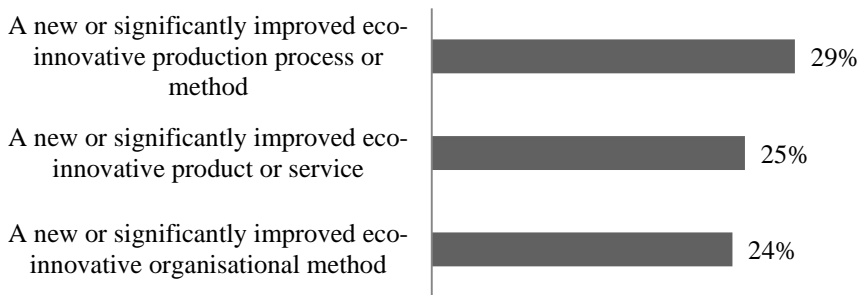 A new or significantly improved eco-
innovative production process or
method
29%
A new or significantly improved eco-
innovative product or service
25%
A new or significantly improved eco-
innovative organisational method
24%